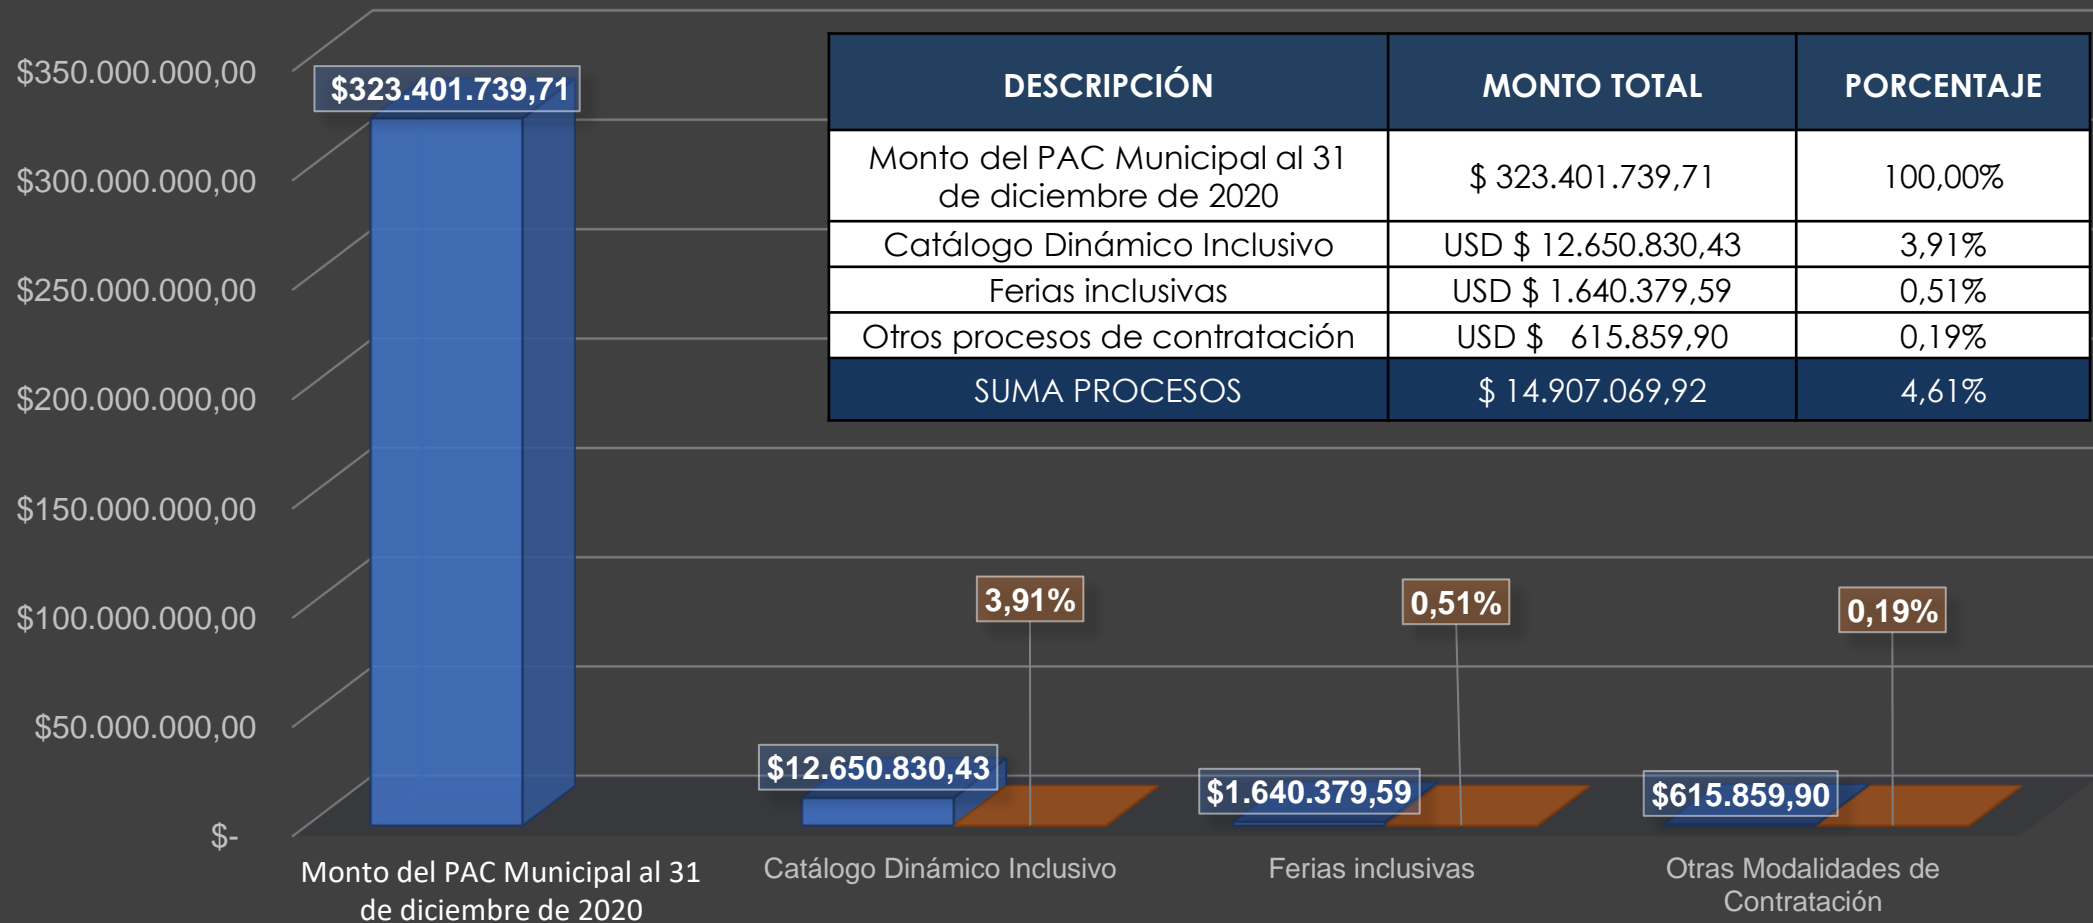 $350.000.000,00
$300.000.000,00
$250.000.000,00
$200.000.000,00
$150.000.000,00
$100.000.000,00
$50.000.000,00
$-
$323.401.739,71
DESCRIPCIÓN MONTO TOTAL PORCENTAJE
Monto del PAC Municipal al 31
de diciembre de 2020 $ 323.401.739,71 100,00%
Catálogo Dinámico Inclusivo USD $ 12.650.830,43 3,91%
Ferias inclusivas USD $ 1.640.379,59 0,51%
Otros procesos de contratación USD $ 615.859,90 0,19%
SUMA PROCESOS $ 14.907.069,92 4,61%
3,91%
0,51%
0,19%
$12.650.830,43
$1.640.379,59
$615.859,90
Monto del PAC Municipal al 31
de diciembre de 2020
Catálogo Dinámico Inclusivo
Ferias inclusivas
Otras Modalidades de
Contratación